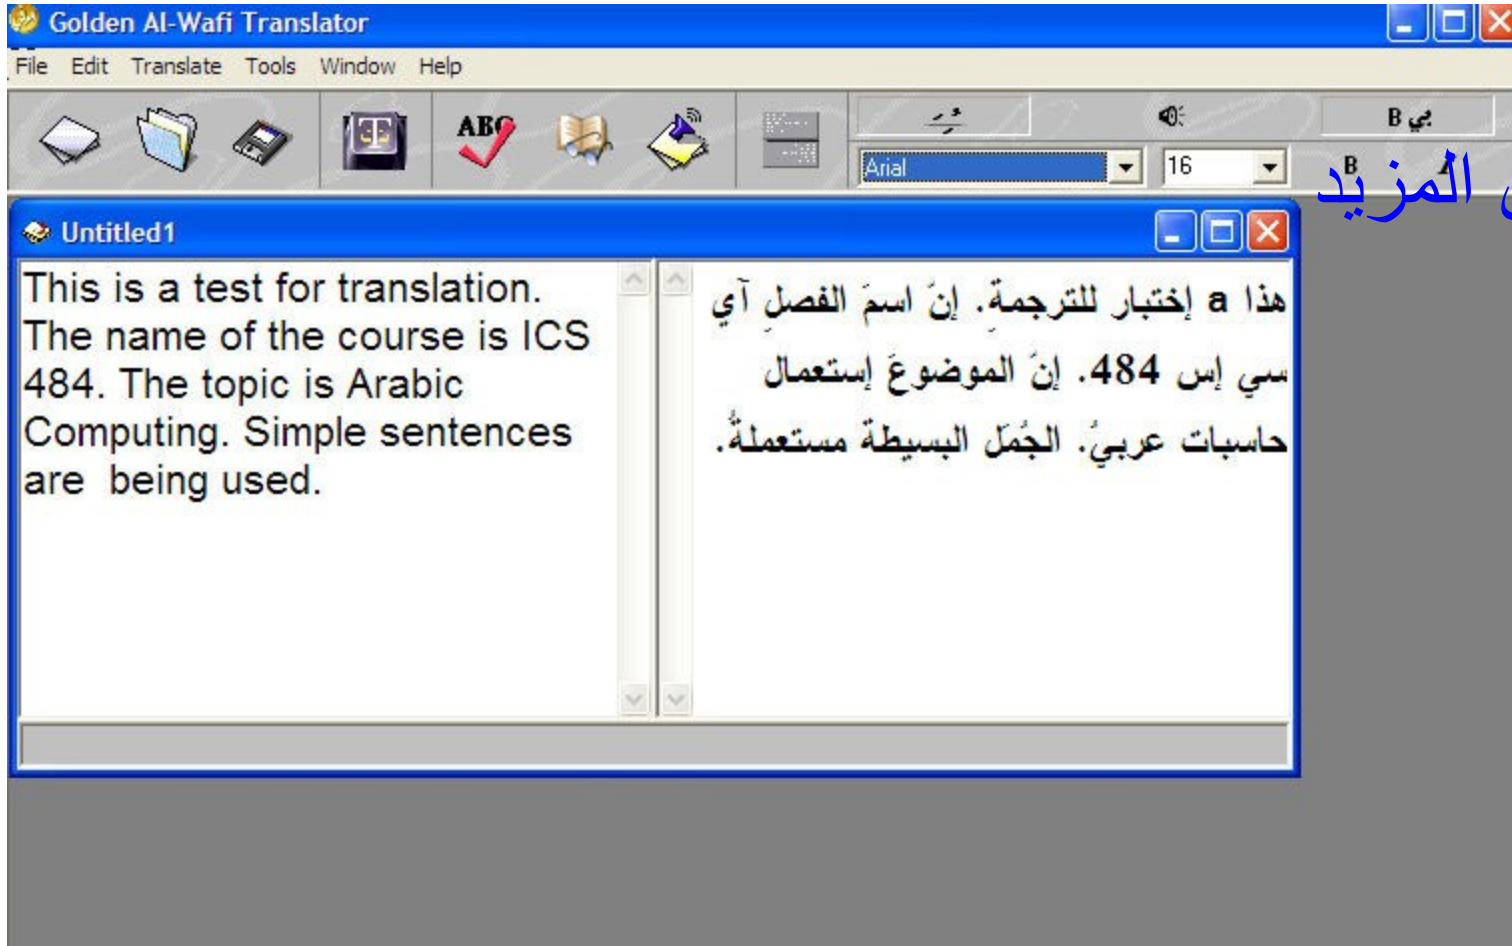 Golden Al-Wafi Translator
File Edit Translate Tools Window Help
ABC
بي B
Arial 16 B I
المزيد
Untitled1
This is a test for translation.
The name of the course is ICS
484. The topic is Arabic
Computing. Simple sentences
are being used.
هذا a إختبار للترجمةِ. إنّ اسمَ الفصلِ آي
سي إس 484. إنّ الموضوعَ إستعمال
حاسبات عربيُ. الجُمَل البسيطة مستعملةُ.